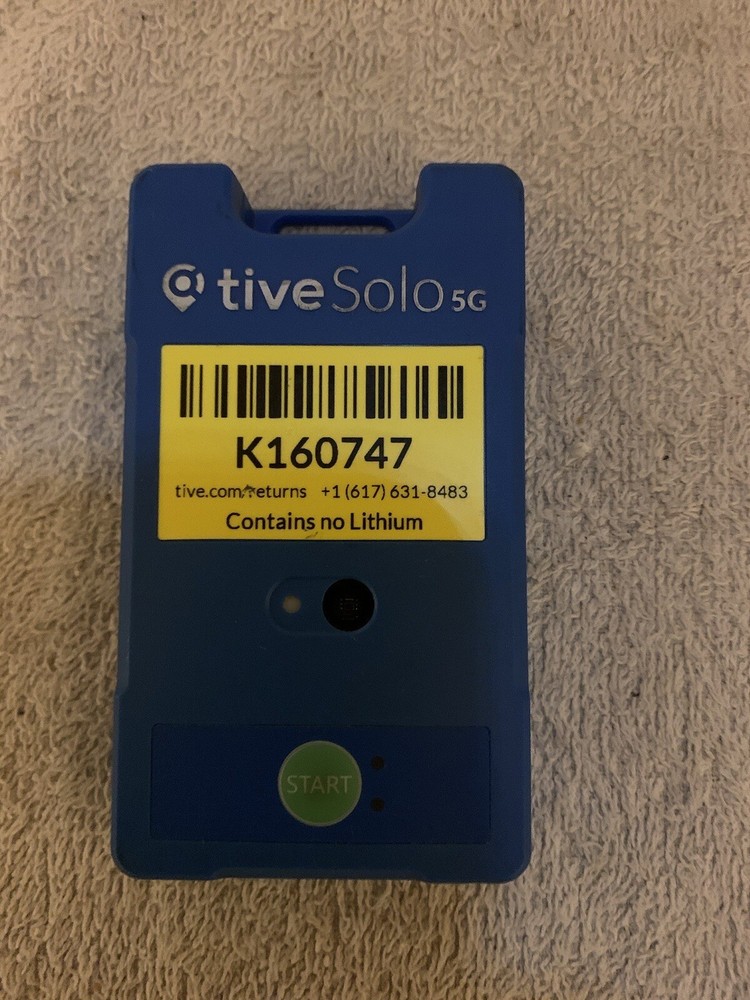 tive Solo 5G
K160747
tive.com/returns +1 (617) 631-8483
Contains no Lithium
START